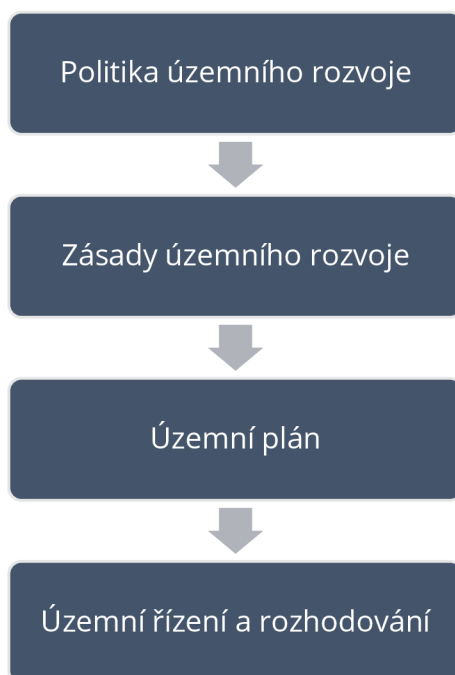 Politika územního rozvoje
Zásady územního rozvoje
Územní plán
Územní řízení a rozhodování